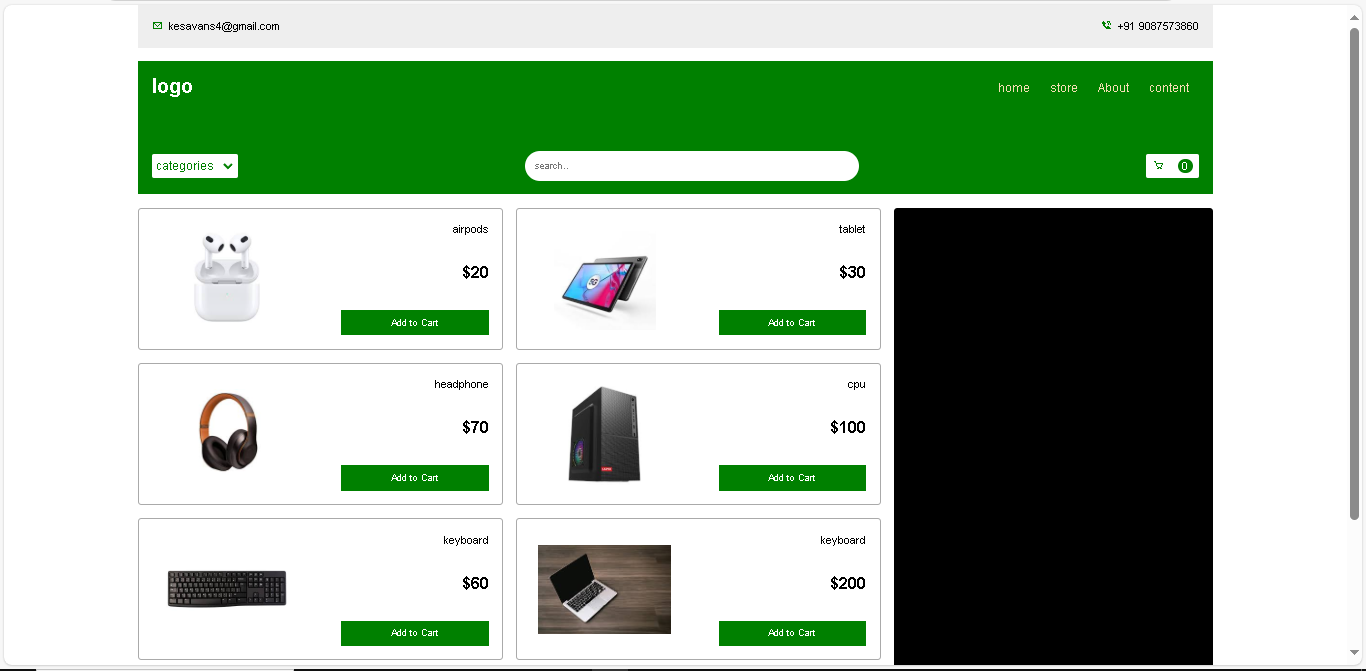 kesavans4@gmail.com
+91 9087573860
logo
home
store
About
content
categories
search...
0
airpods
$20
Add to Cart
tablet
$30
Add to Cart
5G
headphone
$70
Add to Cart
cpu
$100
Add to Cart
keyboard
$60
Add to Cart
keyboard
$200
Add to Cart